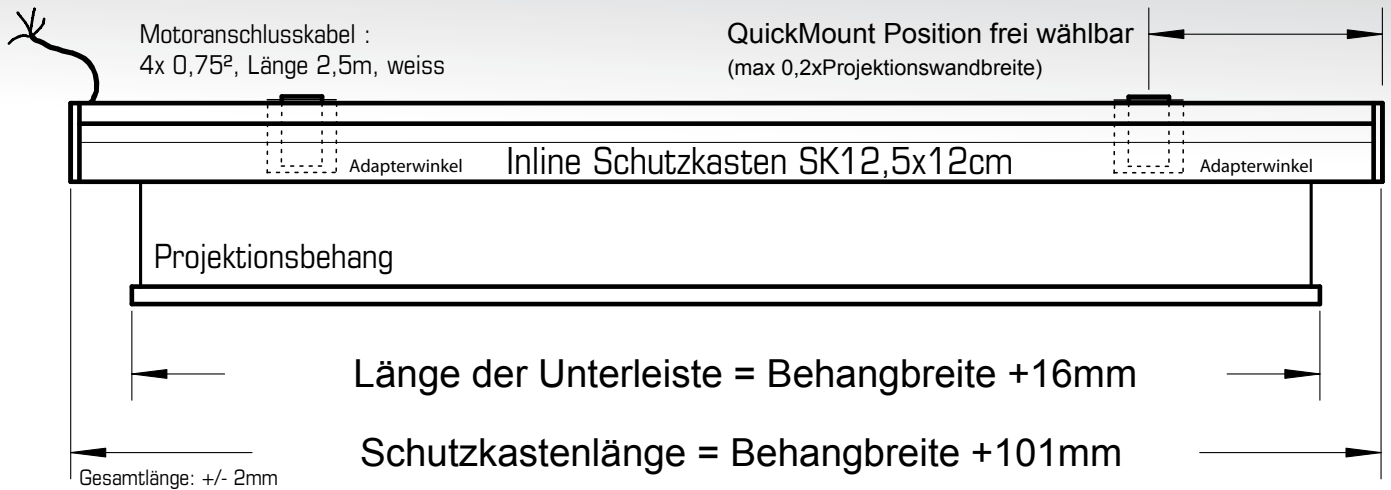 Motoranschlusskabel :
4x 0,75², Länge 2,5m, weiss
QuickMount Position frei wählbar
(max 0,2xProjektionswandbreite)
Adapterwinkel
Inline Schutzkasten SK12,5x12cm
Adapterwinkel
Projektionsbehang
Länge der Unterleiste = Behangbreite +16mm
Schutzkastenlänge = Behangbreite +101mm
Gesamtlänge: +/- 2mm